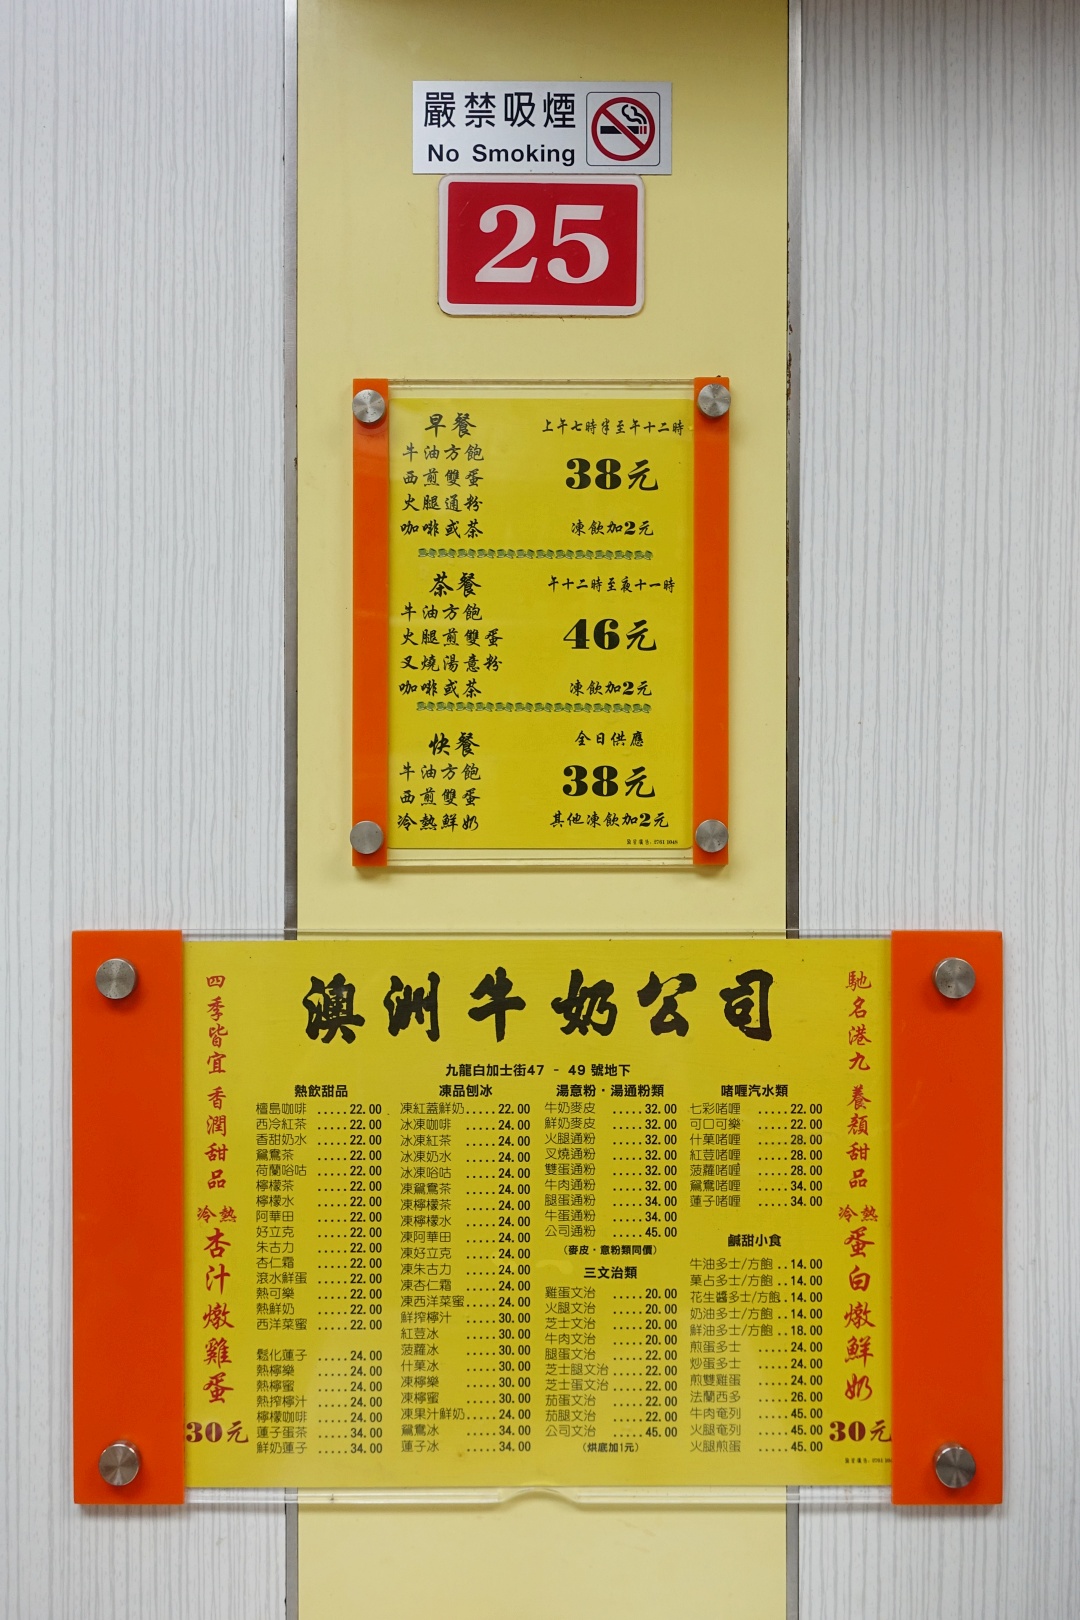 嚴禁吸煙
No Smoking
25
早餐 上午七時半至午十二時
牛油方飽
西煎雙蛋 38元
火腿通粉
咖啡或茶 凍飲加2元
茶餐 午十二時至夜十一時
牛油方飽
火腿煎雙蛋 46元
叉燒湯意粉
咖啡或茶 凍飲加2元
快餐 全日供應
牛油方飽 38元
西煎雙蛋
冷熱鮮奶 其他凍飲加2元
四季皆宜 香潤甜品
冷熱
杏汁燉雞蛋
30元
澳洲牛奶公司
九龍白加士街47 - 49 號地下
熱飲甜品
檀島咖啡 .....22.00
西冷紅茶 .....22.00
香甜奶水 .....22.00
鴛鴦茶 .....22.00
荷蘭唂咕 .....22.00
檸檬茶 .....22.00
檸檬水 .....22.00
阿華田 .....22.00
好立克 .....22.00
朱古力 .....22.00
杏仁霜 .....22.00
滾水鮮蛋 .....22.00
熱可樂 .....22.00
熱鮮奶 .....22.00
西洋菜蜜 .....22.00
鬆化蓮子 .....24.00
熱檸樂 .....24.00
熱檸蜜 .....24.00
熱搾檸汁 .....24.00
檸檬咖啡 .....24.00
蓮子蛋茶 .....34.00
鮮奶蓮子 .....34.00
凍品刨冰
凍紅蓋鮮奶.....22.00
冰凍咖啡 .....24.00
冰凍紅茶 .....24.00
冰凍奶水 .....24.00
冰凍唂咕 .....24.00
凍鴛鴦茶 .....24.00
凍檸檬茶 .....24.00
凍檸檬水 .....24.00
凍阿華田 .....24.00
凍好立克 .....24.00
凍朱古力 .....24.00
凍杏仁霜 .....24.00
凍西洋菜蜜.....24.00
鮮搾檸汁 .....30.00
紅荳冰 .....30.00
菠蘿冰 .....30.00
什菓冰 .....30.00
凍檸樂 .....30.00
凍檸蜜 .....30.00
凍果汁鮮奶.....24.00
鴛鴦冰 .....34.00
蓮子冰 .....34.00
湯意粉·湯通粉類
牛奶麥皮 .....32.00
鮮奶麥皮 .....32.00
火腿通粉 .....32.00
叉燒通粉 .....32.00
雙蛋通粉 .....32.00
牛肉通粉 .....32.00
腿蛋通粉 .....34.00
牛蛋通粉 .....34.00
公司通粉 .....45.00
(麥皮·意粉類同價)
三文治類
雞蛋文治 .....20.00
火腿文治 .....20.00
芝士文治 .....20.00
牛肉文治 .....20.00
腿蛋文治 .....22.00
芝士腿文治.....22.00
芝士蛋文治.....22.00
茄蛋文治 .....22.00
茄腿文治 .....22.00
公司文治 .....45.00
(烘底加1元)
啫喱汽水類
七彩啫喱 .....22.00
可口可樂 .....22.00
什菓啫喱 .....28.00
紅荳啫喱 .....28.00
菠蘿啫喱 .....28.00
鴛鴦啫喱 .....34.00
蓮子啫喱 .....34.00
鹹甜小食
牛油多士/方飽 ..14.00
菓占多士/方飽 ..14.00
花生醬多士/方飽.14.00
奶油多士/方飽 ..14.00
鮮油多士/方飽 ..18.00
煎蛋多士 .....24.00
炒蛋多士 .....24.00
煎雙雞蛋 .....24.00
法蘭西多 .....26.00
牛肉奄列 .....45.00
火腿奄列 .....45.00
火腿煎蛋 .....45.00
馳名港九 養顏甜品
冷熱
蛋白燉鮮奶
30元